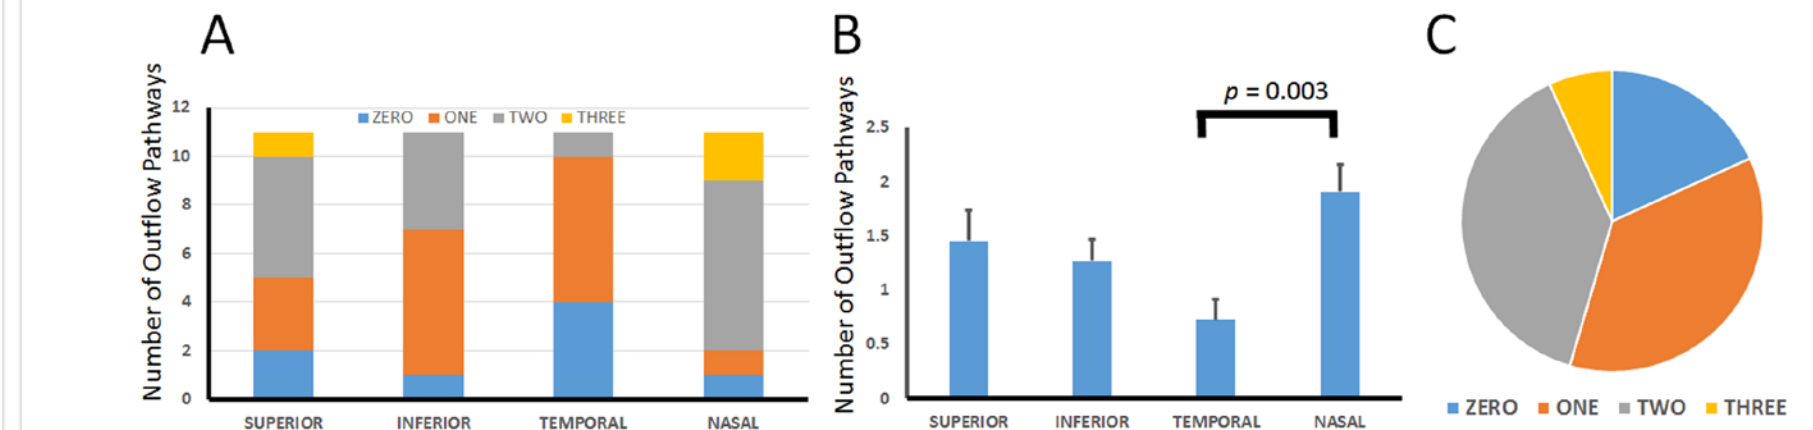 A
Number of Outflow Pathways
12
10
8
6
4
2
0
ZERO ONE TWO THREE
SUPERIOR INFERIOR TEMPORAL NASAL
B
Number of Outflow Pathways
p = 0.003
2.5
2
1.5
1
0.5
0
SUPERIOR INFERIOR TEMPORAL NASAL
C
ZERO ONE TWO THREE